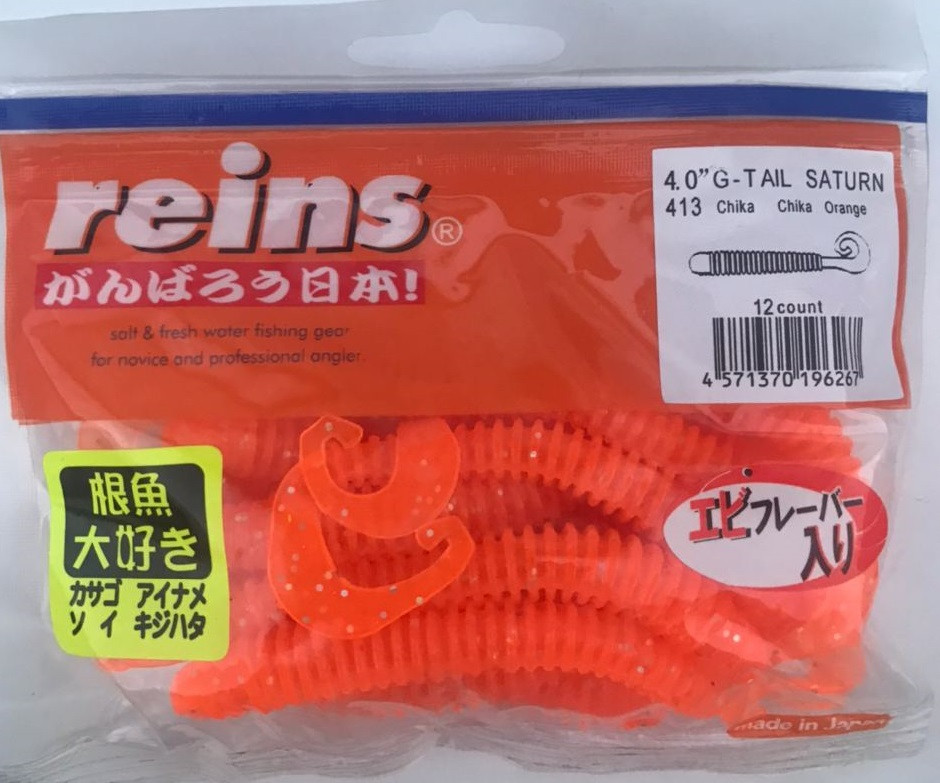 reins®
がんばろう日本!
salt & fresh water fishing gear
for novice and professional angler.
4.0" G-TAIL SATURN
413 Chika Chika Orange
12 count
4 571370 196267
根魚
大好き
カサゴ アイナメ
ソイ キジハタ
エビフレーバー
入り
made in Japan